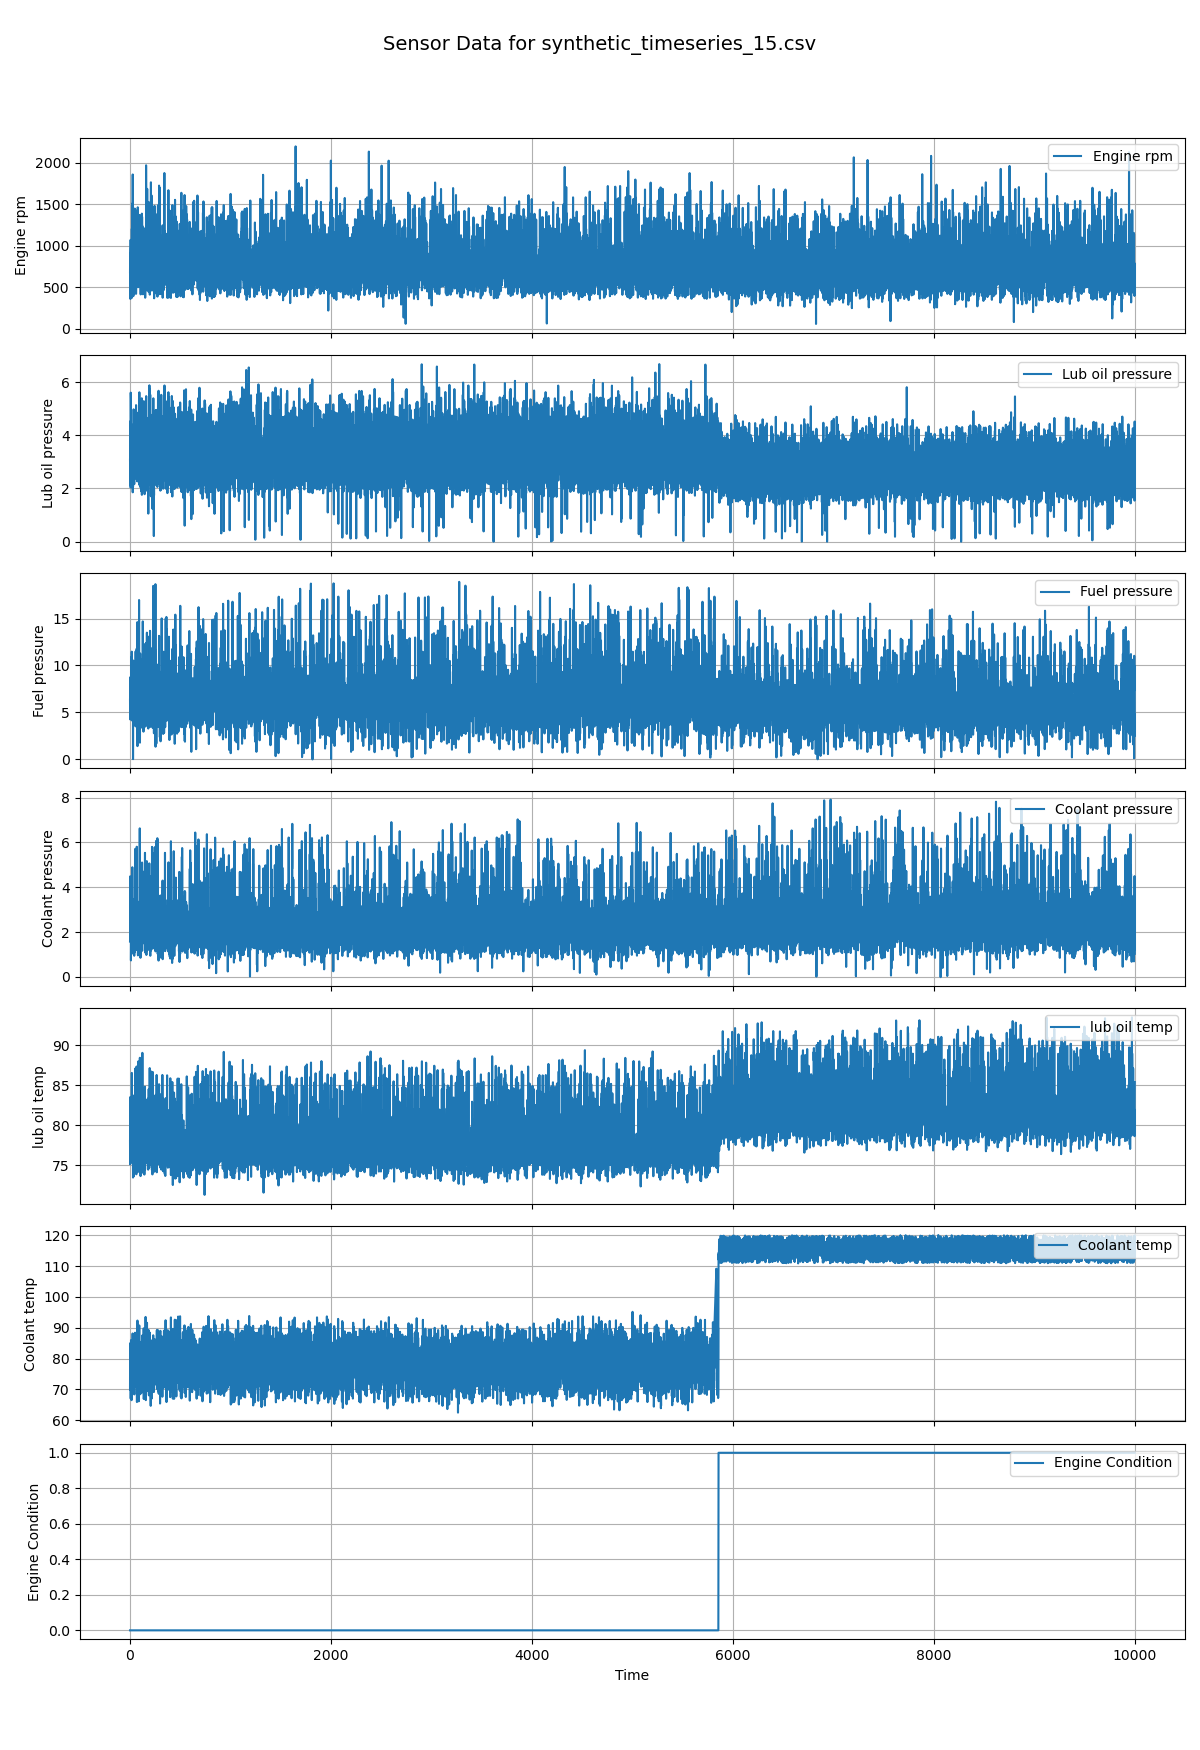 Sensor Data for synthetic_timeseries_15.csv
Engine rpm
2000
1500
1000
500
0
Engine rpm
Lub oil pressure
6
4
2
0
Lub oil pressure
Fuel pressure
15
10
5
0
Fuel pressure
Coolant pressure
8
6
4
2
0
Coolant pressure
lub oil temp
90
85
80
75
lub oil temp
Coolant temp
120
110
100
90
80
70
60
Coolant temp
Engine Condition
1.0
0.8
0.6
0.4
0.2
0.0
Engine Condition
0 2000 4000 6000 8000 10000
Time